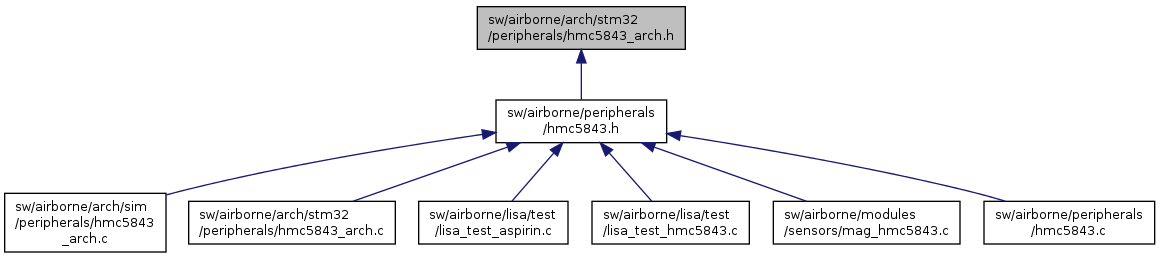 sw/airborne/arch/stm32
/peripherals/hmc5843_arch.h
sw/airborne/peripherals
/hmc5843.h
sw/airborne/arch/sim
/peripherals/hmc5843
_arch.c
sw/airborne/arch/stm32
/peripherals/hmc5843_arch.c
sw/airborne/lisa/test
/lisa_test_aspirin.c
sw/airborne/lisa/test
/lisa_test_hmc5843.c
sw/airborne/modules
/sensors/mag_hmc5843.c
sw/airborne/peripherals
/hmc5843.c